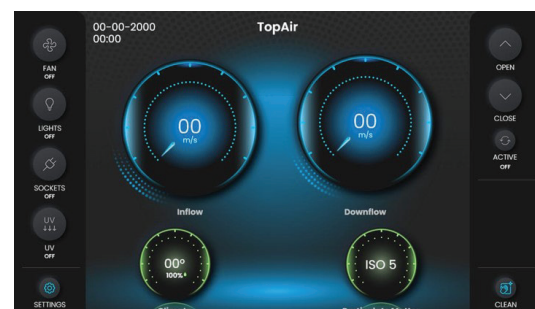 00-00-2000
00:00
TopAir
FAN
OFF
LIGHTS
OFF
SOCKETS
OFF
UV
UV
OFF
SETTINGS
00
m/s
Inflow
00
m/s
Downflow
00°
100%
ISO 5
OPEN
CLOSE
ACTIVE
OFF
CLEAN